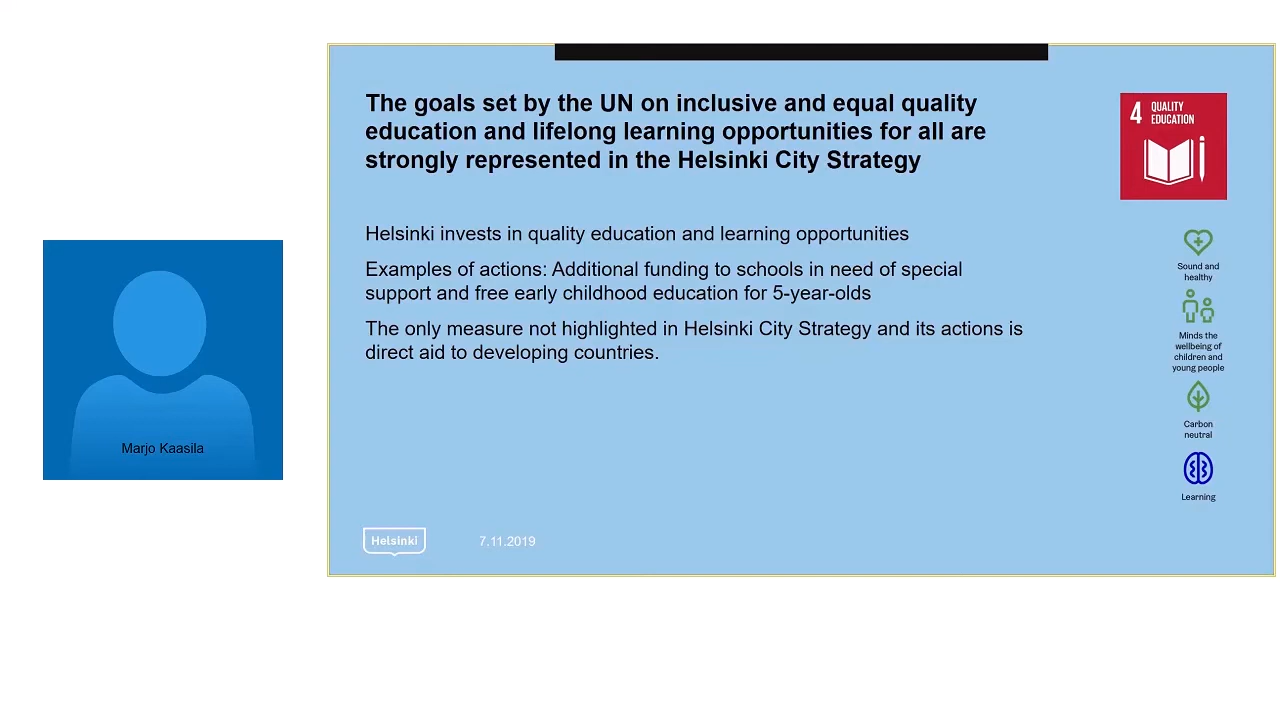 The goals set by the UN on inclusive and equal quality
education and lifelong learning opportunities for all are
strongly represented in the Helsinki City Strategy
4 QUALITY
EDUCATION
Helsinki invests in quality education and learning opportunities
Examples of actions: Additional funding to schools in need of special
support and free early childhood education for 5-year-olds
The only measure not highlighted in Helsinki City Strategy and its actions is
direct aid to developing countries.
Sound and
healthy
Minds the
wellbeing of
children and
young people
Carbon
neutral
Learning
Marjo Kaasila
Helsinki
7.11.2019